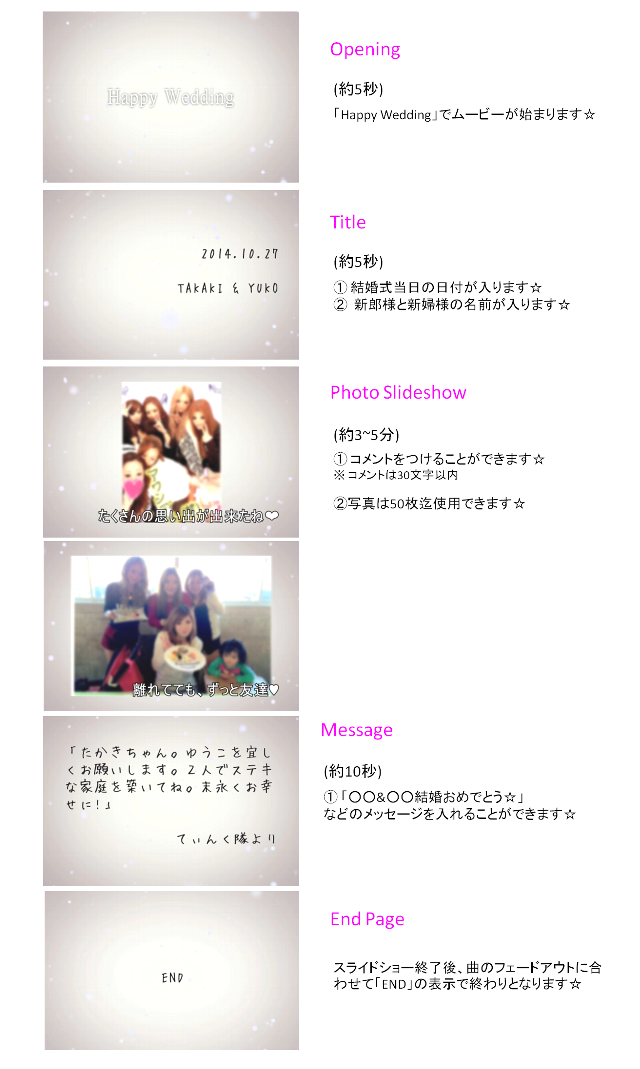 Happy Wedding
Opening
(約5秒)
「Happy Wedding」でムービーが始まります☆
2014.10.27
TAKAKI & YUKO
Title
(約5秒)
① 結婚式当日の日付が入ります☆
② 新郎様と新婦様の名前が入ります☆
たくさんの思い出が出来たね❤
Photo Slideshow
(約3~5分)
① コメントをつけることができます☆
※ コメントは30文字以内
②写真は50枚迄使用できます☆
離れてても、ずっと友達♥
「たかきちゃん。ゆうこを宜し
くお願いします。2人でステキ
な家庭を築いてね。末永くお幸
せに!」
てぃんく隊より
Message
(約10秒)
① 「〇〇&〇〇結婚おめでとう☆」
などのメッセージを入れることができます☆
END
End Page
スライドショー終了後、曲のフェードアウトに合
わせて「END」の表示で終わりとなります☆